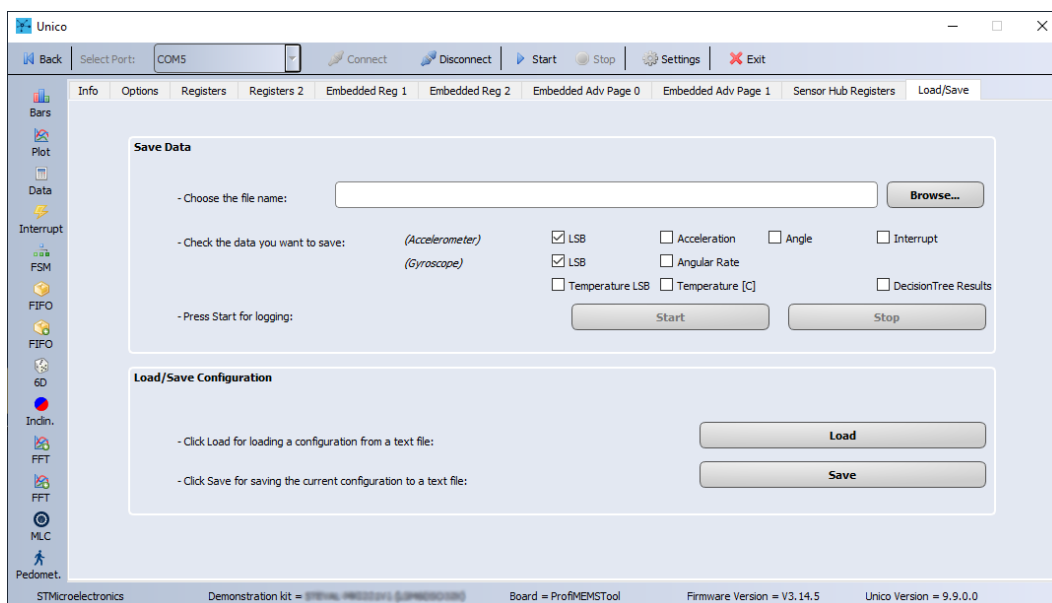 Unico
Back Select Port: COM5 Connect Disconnect Start Stop Settings Exit
Info Options Registers Registers 2 Embedded Reg 1 Embedded Reg 2 Embedded Adv Page 0 Embedded Adv Page 1 Sensor Hub Registers Load/Save
Bars
Plot
Data
Interrupt
FSM
FIFO
FIFO
6D
Inclin.
FFT
FFT
MLC
Pedomet.
Save Data
- Choose the file name: Browse...
- Check the data you want to save: (Accelerometer) LSB Acceleration Angle Interrupt
(Gyroscope) LSB Angular Rate
Temperature LSB Temperature [C] DecisionTree Results
- Press Start for logging: Start Stop
Load/Save Configuration
- Click Load for loading a configuration from a text file: Load
- Click Save for saving the current configuration to a text file: Save
STMicroelectronics Demonstration kit = Board = ProfiMEMSTool Firmware Version = V3.14.5 Unico Version = 9.9.0.0